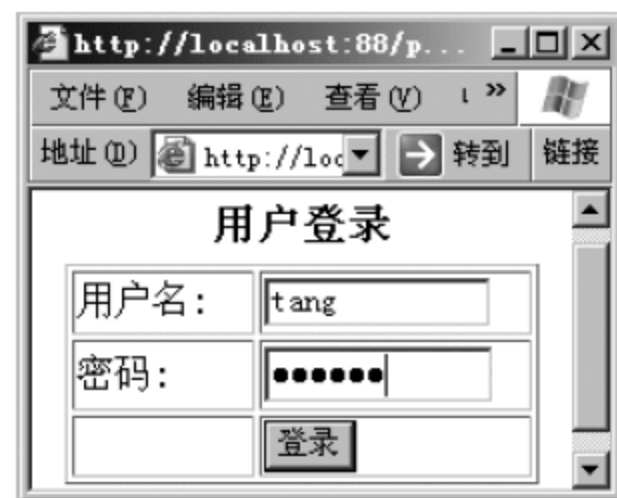 http://localhost:88/p...
文件(F) 编辑(E) 查看(V) »
地址(D) http://loc 转到 链接
用户登录
用户名: tang
密码: ●●●●●●
登录